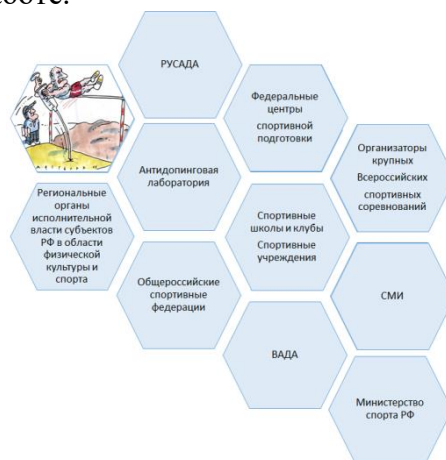 РУСАДА
Федеральные
центры
спортивной
подготовки
Организаторы
крупных
Всероссийских
спортивных
соревнований
Антидопинговая
лаборатория
Региональные
органы
исполнительной
власти субъектов
РФ в области
физической
культуры и
спорта
Спортивные
школы и клубы
Спортивные
учреждения
Общероссийские
спортивные
федерации
СМИ
ВАДА
Министерство
спорта РФ